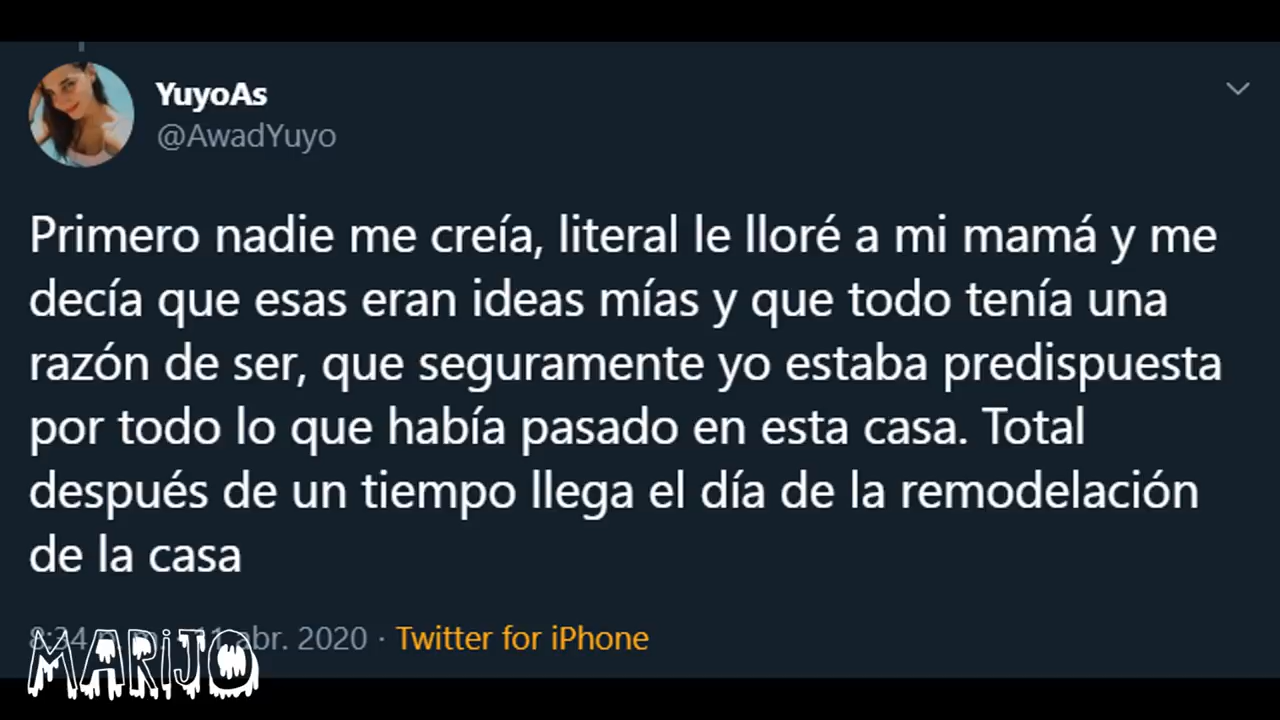 YuyoAs
@AwadYuyo
Primero nadie me creía, literal le lloré a mi mamá y me
decía que esas eran ideas mías y que todo tenía una
razón de ser, que seguramente yo estaba predispuesta
por todo lo que había pasado en esta casa. Total
después de un tiempo llega el día de la remodelación
de la casa
8:34 p. m. · 11 abr. 2020 · Twitter for iPhone
MARIJO